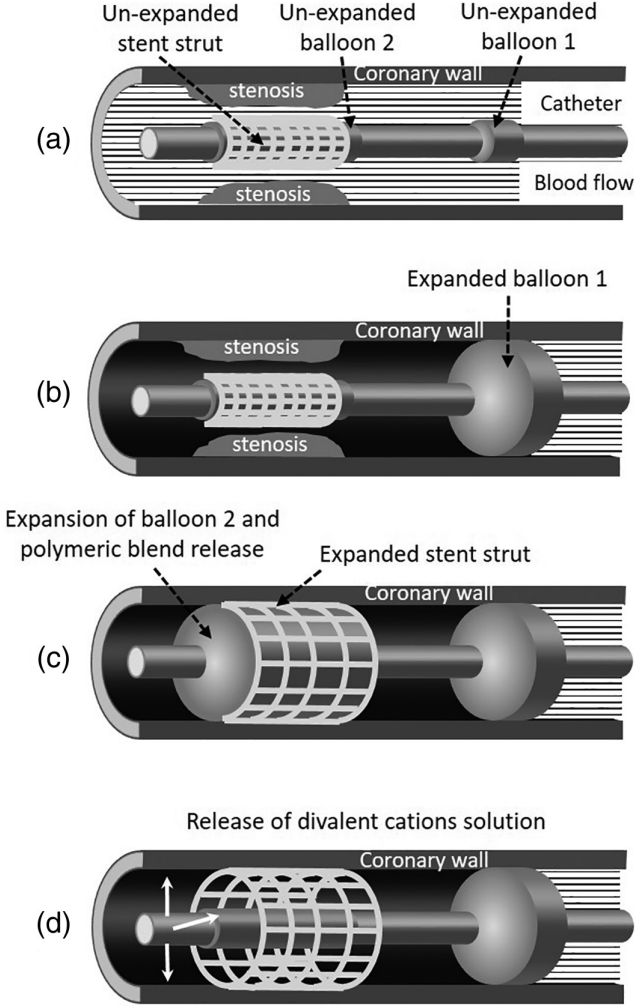 Un-expanded
stent strut
Un-expanded
balloon 2
Un-expanded
balloon 1
Coronary wall
stenosis
Catheter
(a)
Blood flow
stenosis
Expanded balloon 1
Coronary wall
stenosis
(b)
stenosis
Expansion of balloon 2 and
polymeric blend release
Expanded stent strut
Coronary wall
(c)
Release of divalent cations solution
Coronary wall
(d)